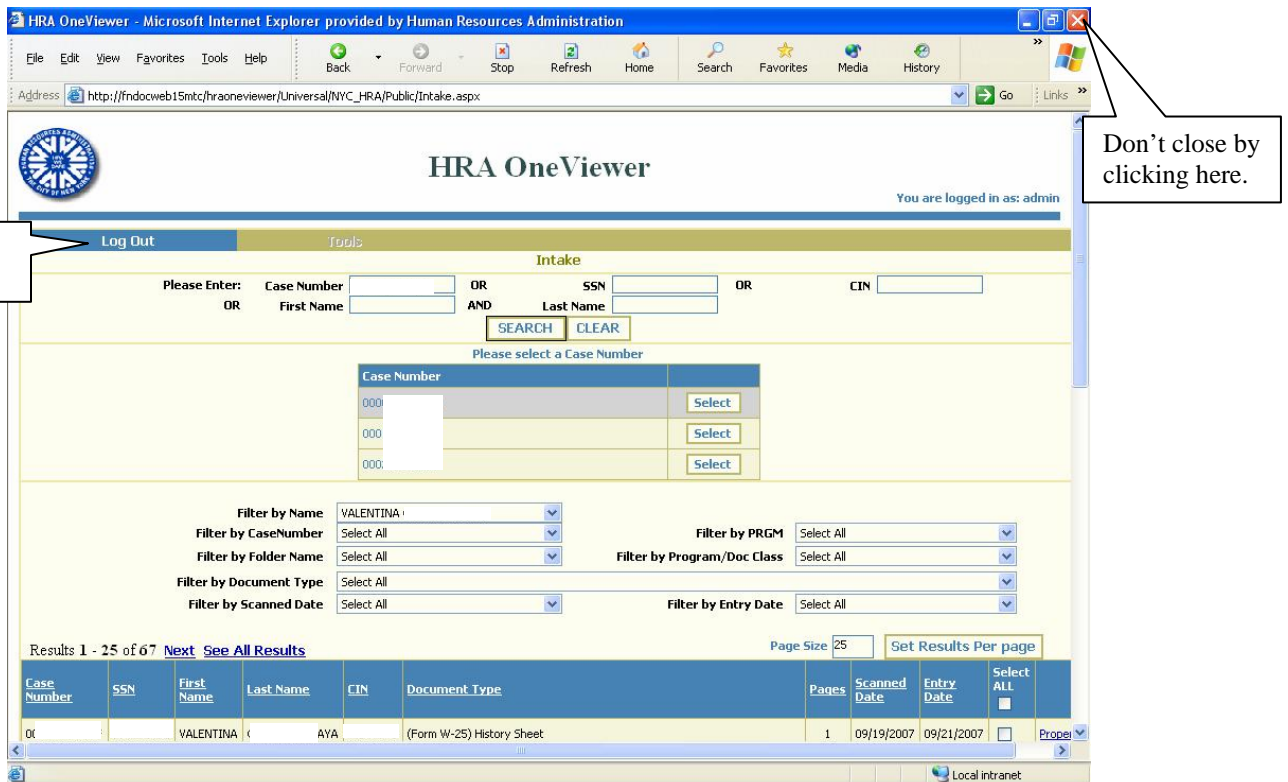 HRA OneViewer - Microsoft Internet Explorer provided by Human Resources Administration
File Edit View Favorites Tools Help Back Forward Stop Refresh Home Search Favorites Media History »
Address http://fndocweb15mtc/hraoneviewer/Universal/NYC_HRA/Public/Intake.aspx Go Links »
Don't close by
clicking here.
HRA OneViewer
You are logged in as: admin
Log Out Tools
Intake
Please Enter: Case Number OR SSN OR CIN
OR First Name AND Last Name
SEARCH CLEAR
Please select a Case Number
Case Number
000 Select
000 Select
000 Select
Filter by Name VALENTINA
Filter by CaseNumber Select All Filter by PRGM Select All
Filter by Folder Name Select All Filter by Program/Doc Class Select All
Filter by Document Type Select All
Filter by Scanned Date Select All Filter by Entry Date Select All
Results 1 - 25 of 67 Next See All Results Page Size 25 Set Results Per page
Case Number SSN First Name Last Name CIN Document Type Pages Scanned Date Entry Date Select ALL
VALENTINA AYA (Form W-25) History Sheet 1 09/19/2007 09/21/2007
Local intranet